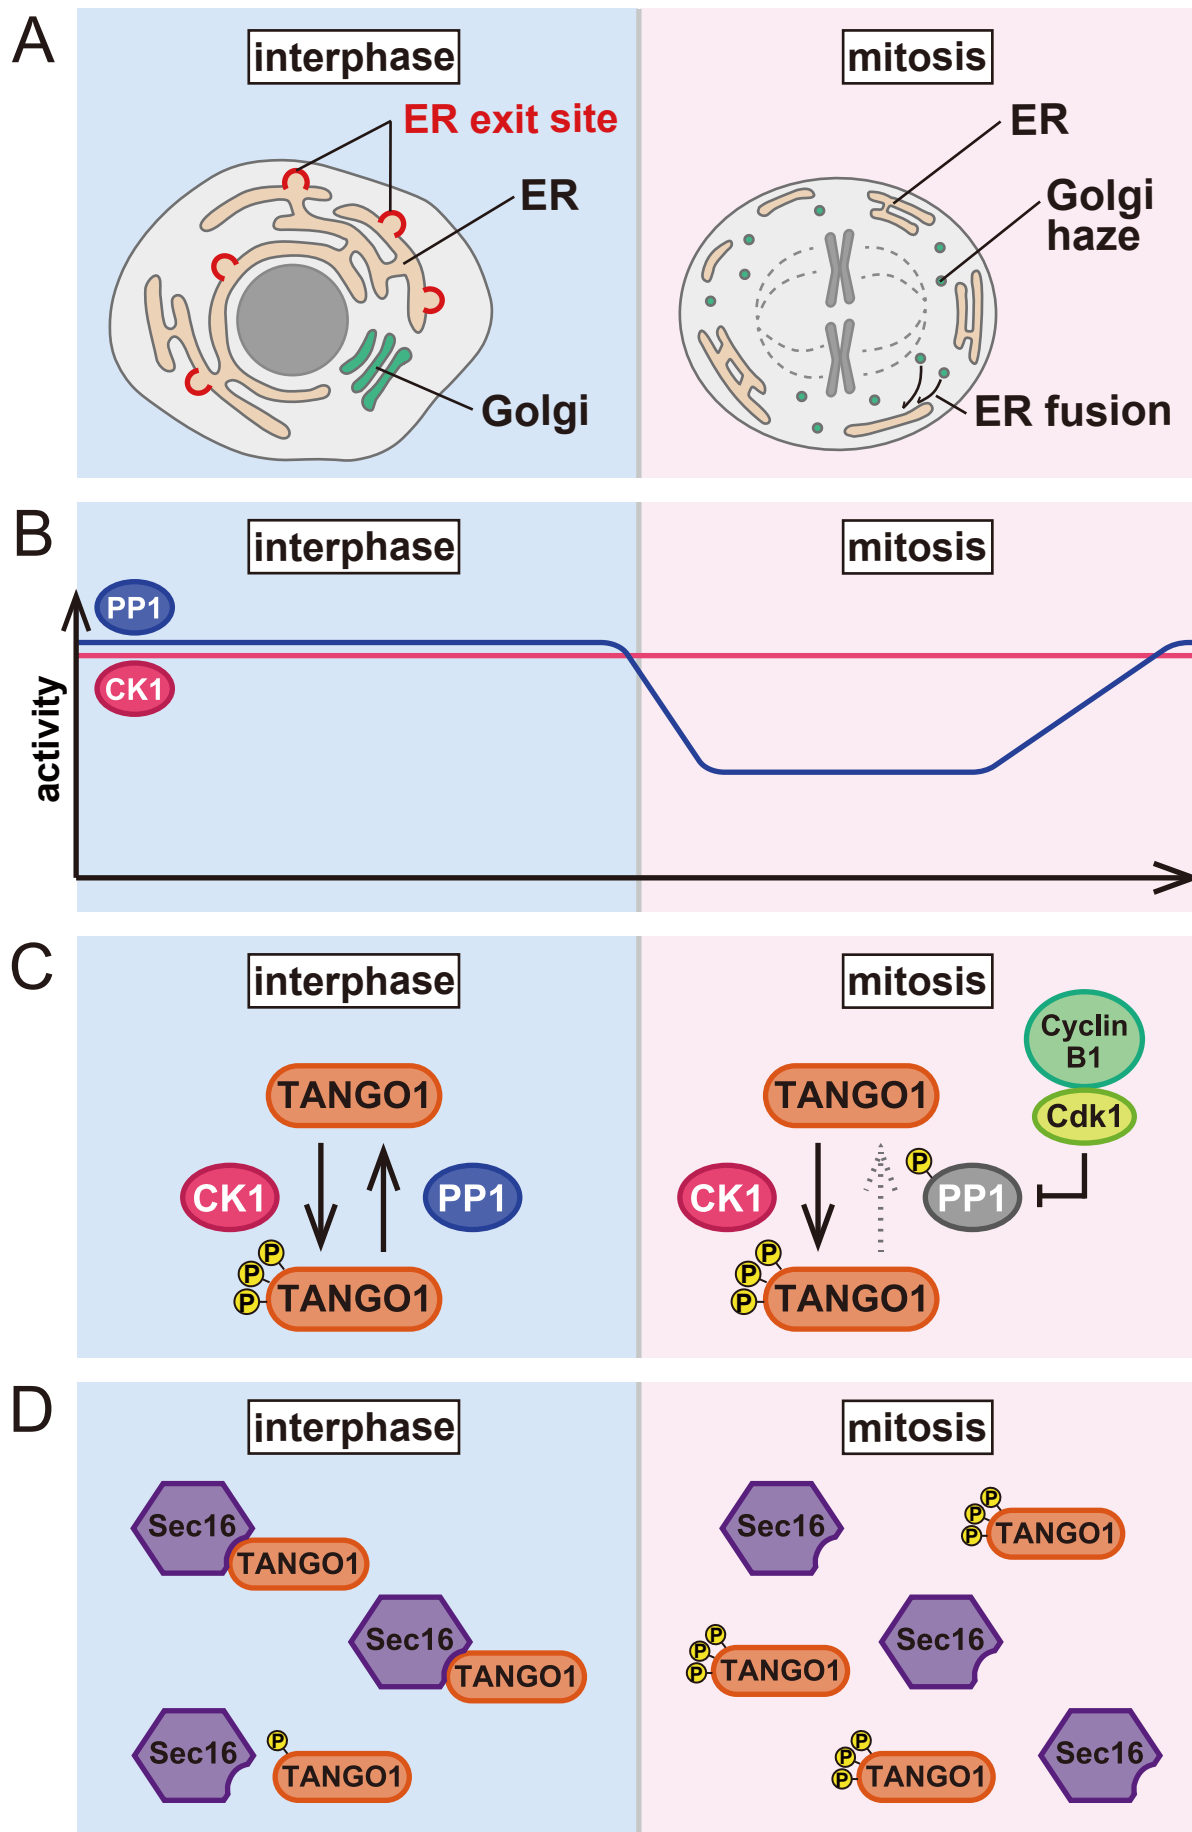 A
interphase
mitosis
ER exit site
ER
Golgi
ER
Golgi
haze
ER fusion
B
interphase
mitosis
PP1
CK1
activity
C
interphase
mitosis
TANGO1
CK1
PP1
P
P
P
TANGO1
Cyclin
B1
Cdk1
TANGO1
P
CK1
PP1
P
P
P
TANGO1
D
interphase
mitosis
Sec16
TANGO1
Sec16
TANGO1
Sec16
P
TANGO1
Sec16
P
P
P
TANGO1
P
P
P
TANGO1
Sec16
P
P
P
TANGO1
Sec16